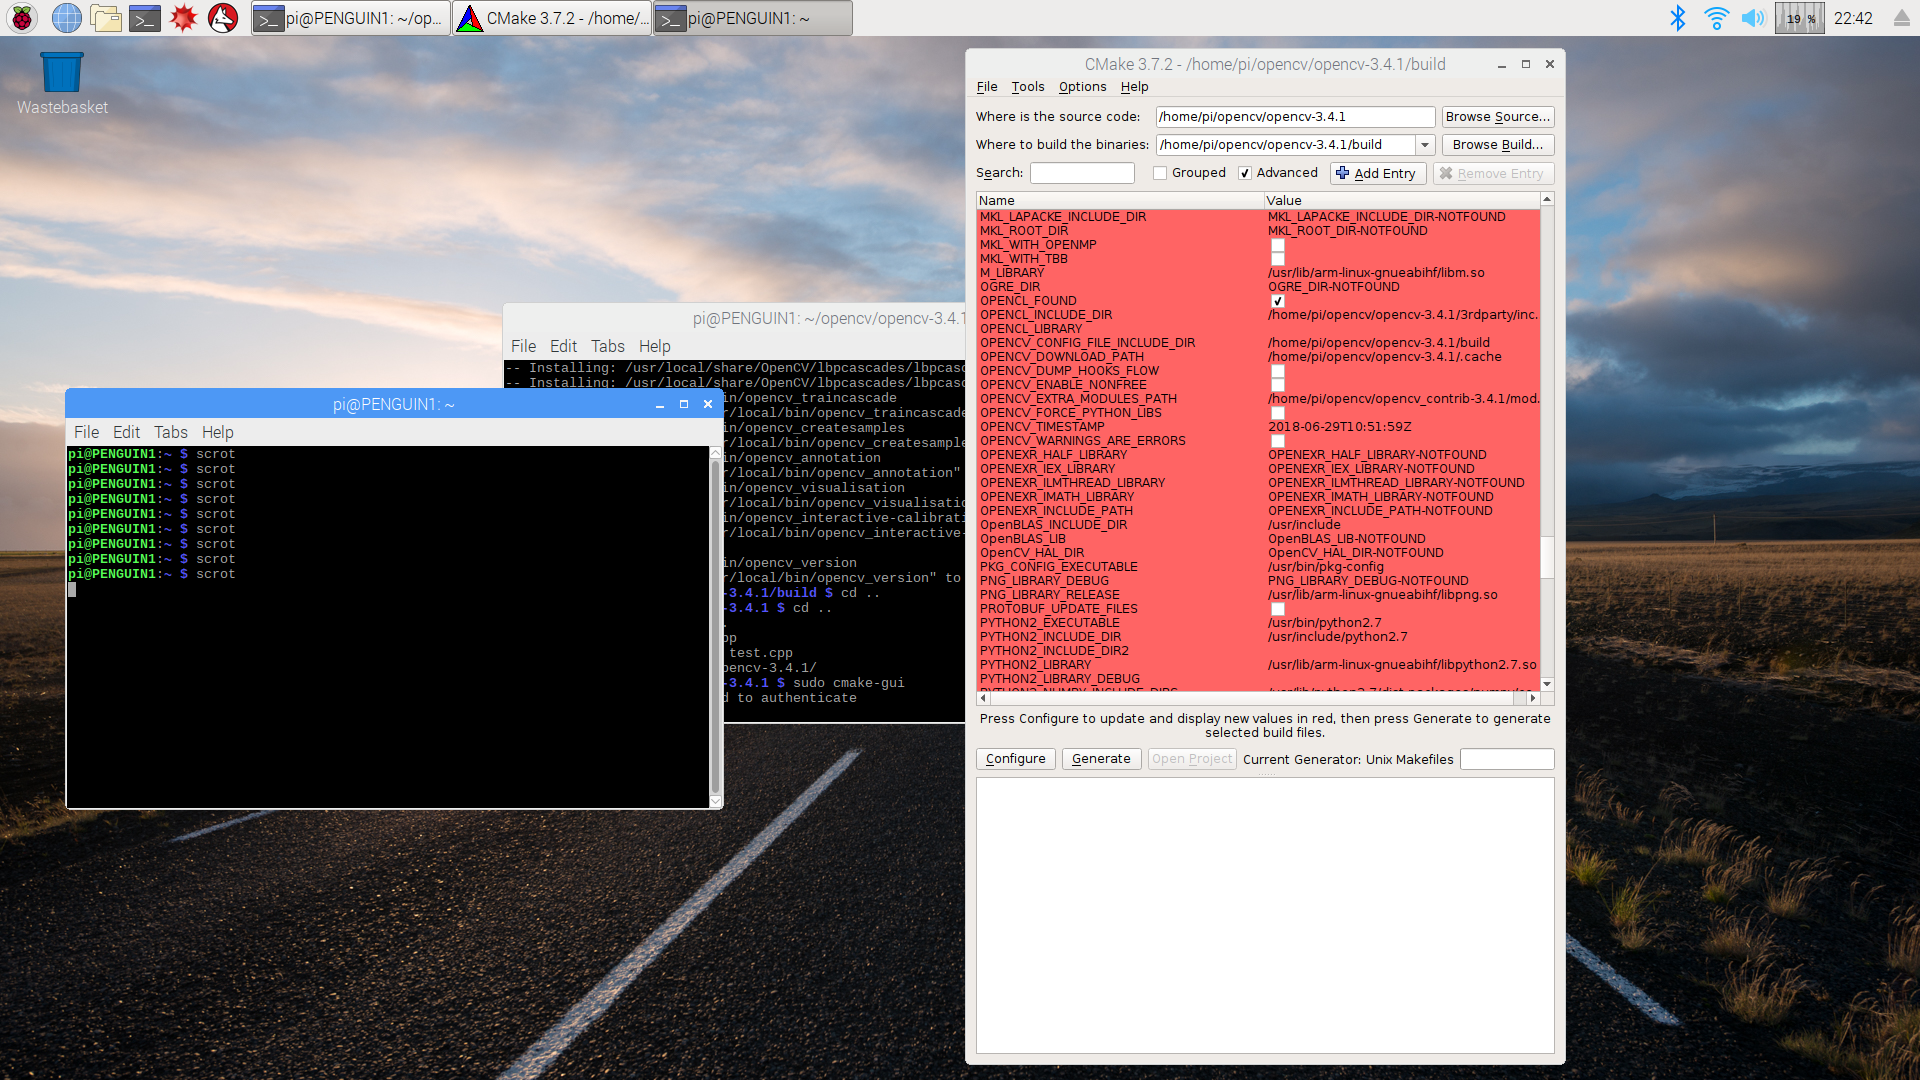 pi@PENGUIN1: ~/op...
CMake 3.7.2 - /home/...
pi@PENGUIN1: ~
19 %
22:42
Wastebasket
CMake 3.7.2 - /home/pi/opencv/opencv-3.4.1/build
File Tools Options Help
Where is the source code: /home/pi/opencv/opencv-3.4.1 Browse Source...
Where to build the binaries: /home/pi/opencv/opencv-3.4.1/build Browse Build...
Search: Grouped Advanced Add Entry Remove Entry
Name Value
MKL_LAPACKE_INCLUDE_DIR MKL_LAPACKE_INCLUDE_DIR-NOTFOUND
MKL_ROOT_DIR MKL_ROOT_DIR-NOTFOUND
MKL_WITH_OPENMP
MKL_WITH_TBB
M_LIBRARY /usr/lib/arm-linux-gnueabihf/libm.so
OGRE_DIR OGRE_DIR-NOTFOUND
OPENCL_FOUND
OPENCL_INCLUDE_DIR /home/pi/opencv/opencv-3.4.1/3rdparty/inc.
OPENCL_LIBRARY
OPENCV_CONFIG_FILE_INCLUDE_DIR /home/pi/opencv/opencv-3.4.1/build
OPENCV_DOWNLOAD_PATH /home/pi/opencv/opencv-3.4.1/.cache
OPENCV_DUMP_HOOKS_FLOW
OPENCV_ENABLE_NONFREE
OPENCV_EXTRA_MODULES_PATH /home/pi/opencv/opencv_contrib-3.4.1/mod.
OPENCV_FORCE_PYTHON_LIBS
OPENCV_TIMESTAMP 2018-06-29T10:51:59Z
OPENCV_WARNINGS_ARE_ERRORS
OPENEXR_HALF_LIBRARY OPENEXR_HALF_LIBRARY-NOTFOUND
OPENEXR_IEX_LIBRARY OPENEXR_IEX_LIBRARY-NOTFOUND
OPENEXR_ILMTHREAD_LIBRARY OPENEXR_ILMTHREAD_LIBRARY-NOTFOUND
OPENEXR_IMATH_LIBRARY OPENEXR_IMATH_LIBRARY-NOTFOUND
OPENEXR_INCLUDE_PATH OPENEXR_INCLUDE_PATH-NOTFOUND
OpenBLAS_INCLUDE_DIR /usr/include
OpenBLAS_LIB OpenBLAS_LIB-NOTFOUND
OpenCV_HAL_DIR OpenCV_HAL_DIR-NOTFOUND
PKG_CONFIG_EXECUTABLE /usr/bin/pkg-config
PNG_LIBRARY_DEBUG PNG_LIBRARY_DEBUG-NOTFOUND
PNG_LIBRARY_RELEASE /usr/lib/arm-linux-gnueabihf/libpng.so
PROTOBUF_UPDATE_FILES
PYTHON2_EXECUTABLE /usr/bin/python2.7
PYTHON2_INCLUDE_DIR /usr/include/python2.7
PYTHON2_INCLUDE_DIR2
PYTHON2_LIBRARY /usr/lib/arm-linux-gnueabihf/libpython2.7.so
PYTHON2_LIBRARY_DEBUG
Press Configure to update and display new values in red, then press Generate to generate
selected build files.
Configure Generate Open Project Current Generator: Unix Makefiles
pi@PENGUIN1: ~/opencv/opencv-3.4.1
File Edit Tabs Help
-- Installing: /usr/local/share/OpenCV/lbpcascades/lbpcasc
-- Installing: /usr/local/share/OpenCV/lbpcascades/lbpcasc
in/opencv_traincascade
r/local/bin/opencv_traincascade
in/opencv_createsamples
r/local/bin/opencv_createsample
in/opencv_annotation
r/local/bin/opencv_annotation"
in/opencv_visualisation
r/local/bin/opencv_visualisatio
in/opencv_interactive-calibrati
r/local/bin/opencv_interactive-
in/opencv_version
r/local/bin/opencv_version" to
-3.4.1/build $ cd ..
-3.4.1 $ cd ..
pp
test.cpp
pencv-3.4.1/
-3.4.1 $ sudo cmake-gui
d to authenticate
pi@PENGUIN1: ~
File Edit Tabs Help
pi@PENGUIN1:~ $ scrot
pi@PENGUIN1:~ $ scrot
pi@PENGUIN1:~ $ scrot
pi@PENGUIN1:~ $ scrot
pi@PENGUIN1:~ $ scrot
pi@PENGUIN1:~ $ scrot
pi@PENGUIN1:~ $ scrot
pi@PENGUIN1:~ $ scrot
pi@PENGUIN1:~ $ scrot